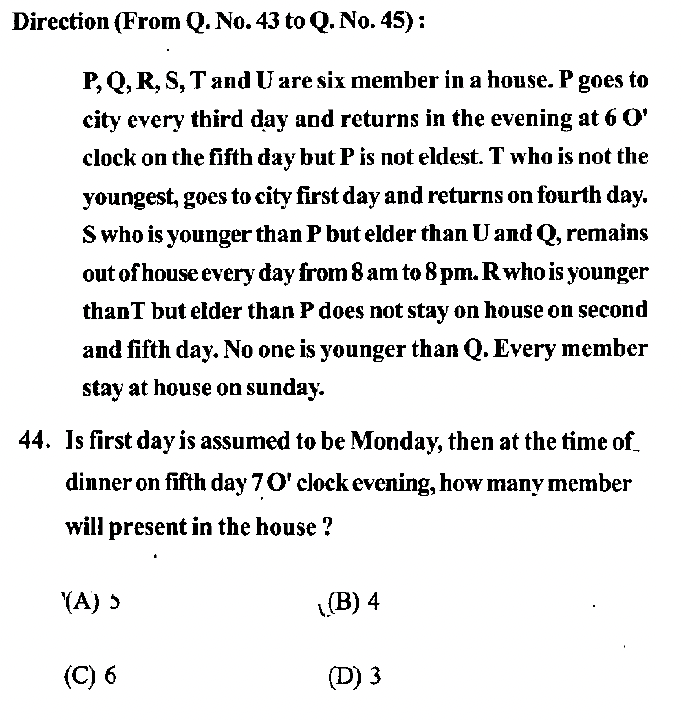 Direction (From Q. No. 43 to Q. No. 45) :
P, Q, R, S, T and U are six member in a house. P goes to
city every third day and returns in the evening at 6 O'
clock on the fifth day but P is not eldest. T who is not the
youngest, goes to city first day and returns on fourth day.
S who is younger than P but elder than U and Q, remains
out of house every day from 8 am to 8 pm. R who is younger
thanT but elder than P does not stay on house on second
and fifth day. No one is younger than Q. Every member
stay at house on sunday.
44. Is first day is assumed to be Monday, then at the time of
dinner on fifth day 7 O' clock evening, how many member
will present in the house ?
(A) 5 (B) 4
(C) 6 (D) 3